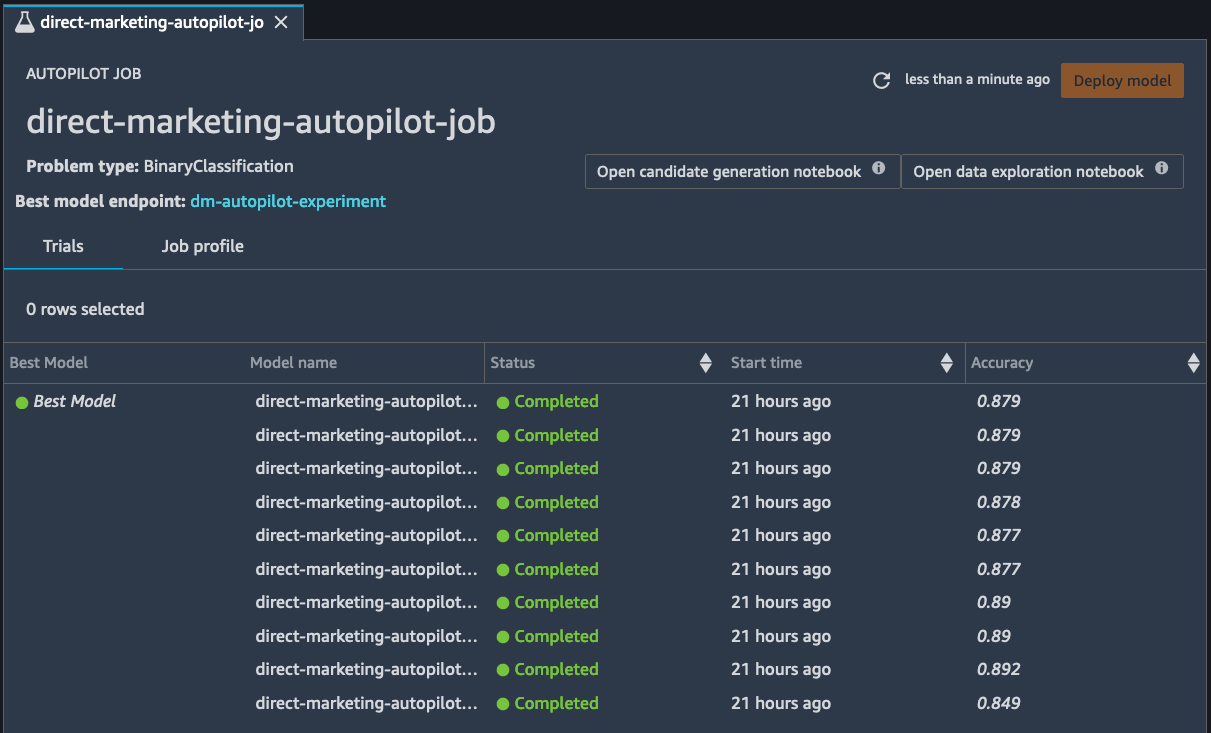 direct-marketing-autopilot-jo
AUTOPILOT JOB
less than a minute ago
Deploy model
direct-marketing-autopilot-job
Problem type: BinaryClassification
Open candidate generation notebook
Open data exploration notebook
Best model endpoint: dm-autopilot-experiment
Trials Job profile
0 rows selected
Best Model Model name Status Start time Accuracy
Best Model direct-marketing-autopilot... Completed 21 hours ago 0.879
direct-marketing-autopilot... Completed 21 hours ago 0.879
direct-marketing-autopilot... Completed 21 hours ago 0.879
direct-marketing-autopilot... Completed 21 hours ago 0.878
direct-marketing-autopilot... Completed 21 hours ago 0.877
direct-marketing-autopilot... Completed 21 hours ago 0.877
direct-marketing-autopilot... Completed 21 hours ago 0.89
direct-marketing-autopilot... Completed 21 hours ago 0.89
direct-marketing-autopilot... Completed 21 hours ago 0.892
direct-marketing-autopilot... Completed 21 hours ago 0.849